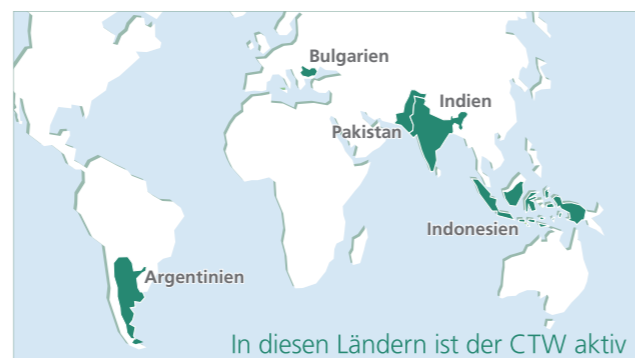 Bulgarien
Indien
Pakistan
Indonesien
Argentinien
In diesen Ländern ist der CTW aktiv